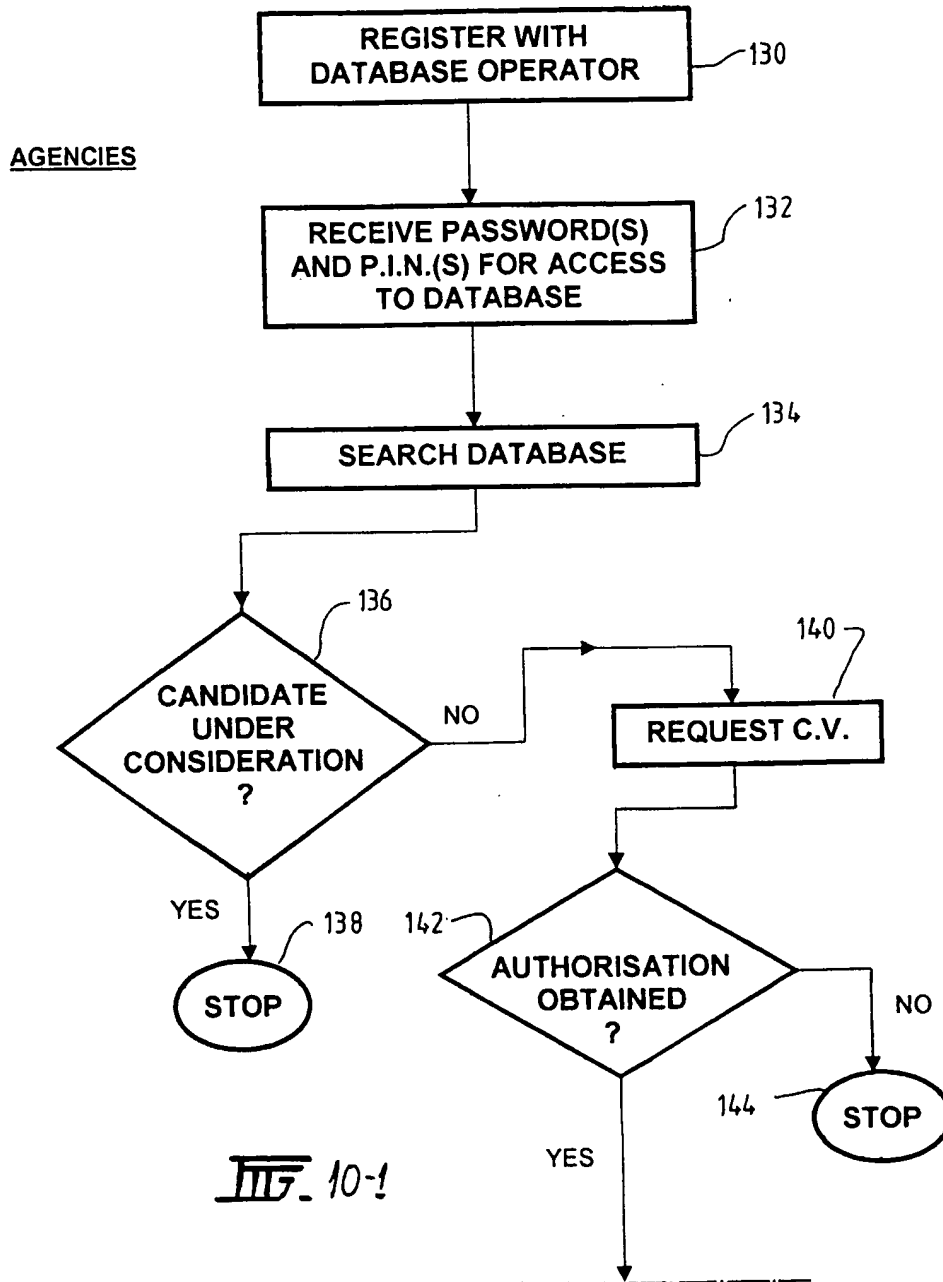 REGISTER WITH
DATABASE OPERATOR
130
AGENCIES
132
RECEIVE PASSWORD(S)
AND P.I.N.(S) FOR ACCESS
TO DATABASE
134
SEARCH DATABASE
136
CANDIDATE
UNDER
CONSIDERATION
?
NO
140
REQUEST C.V.
YES
138
STOP
142
AUTHORISATION
OBTAINED
?
NO
144
STOP
YES
FIG. 10-1